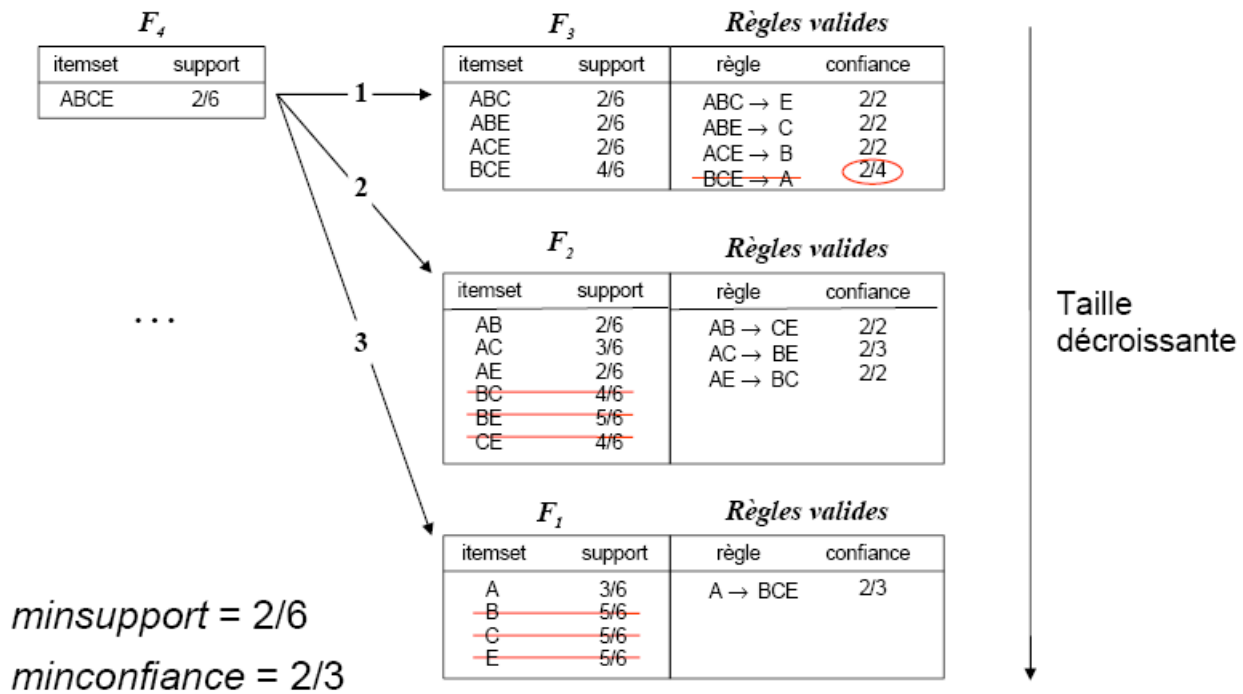 F₄
itemset support
ABCE 2/6
1
2
3
. . .
F₃ Règles valides
itemset support règle confiance
ABC 2/6 ABC → E 2/2
ABE 2/6 ABE → C 2/2
ACE 2/6 ACE → B 2/2
BCE 4/6 BCE → A 2/4
F₂ Règles valides
itemset support règle confiance
AB 2/6 AB → CE 2/2
AC 3/6 AC → BE 2/3
AE 2/6 AE → BC 2/2
BC 4/6
BE 5/6
CE 4/6
F₁ Règles valides
itemset support règle confiance
A 3/6 A → BCE 2/3
B 5/6
C 5/6
E 5/6
Taille
décroissante
minsupport = 2/6
minconfiance = 2/3